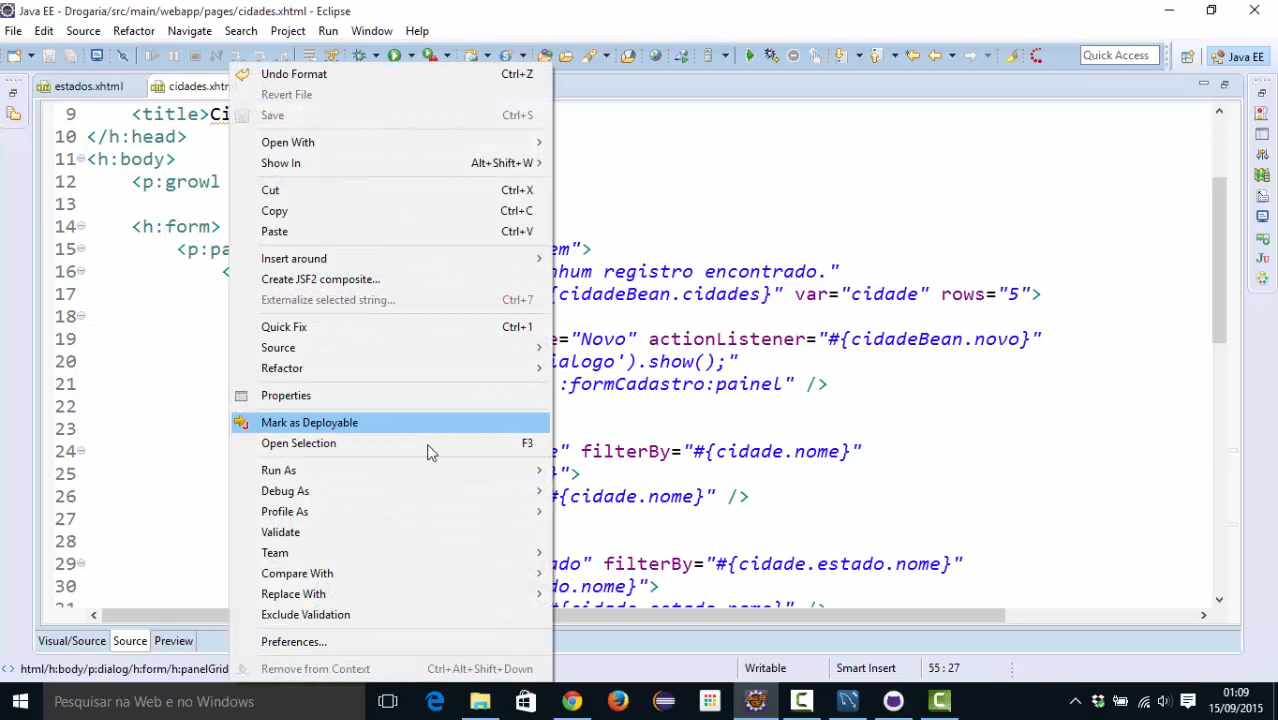 Java EE - Drogaria/src/main/webapp/pages/cidades.xhtml - Eclipse
File Edit Source Refactor Navigate Search Project Run Window Help
Quick Access
Java EE
estados.xhtml
cidades.xhtml
9 <title>Ci
10 </h:head>
11 <h:body>
12 <p:growl
13
14 <h:form>
15 <p:pa em">
16 < nhum registro encontrado."
17 {cidadeBean.cidades}" var="cidade" rows="5">
18
19 e="Novo" actionListener="#{cidadeBean.novo}"
20 ialogo').show();"
21 :formCadastro:painel" />
22
23
24 e" filterBy="#{cidade.nome}"
25 }">
26 #{cidade.nome}" />
27
28
29 ado" filterBy="#{cidade.estado.nome}"
30 do.nome}">
31 #{cidade.estado.nome}" />
Undo Format Ctrl+Z
Revert File
Save Ctrl+S
Open With
Show In Alt+Shift+W
Cut Ctrl+X
Copy Ctrl+C
Paste Ctrl+V
Insert around
Create JSF2 composite...
Externalize selected string... Ctrl+7
Quick Fix Ctrl+1
Source
Refactor
Properties
Mark as Deployable
Open Selection F3
Run As
Debug As
Profile As
Validate
Team
Compare With
Replace With
Exclude Validation
Preferences...
Remove from Context Ctrl+Alt+Shift+Down
Visual/Source Source Preview
html/h:body/p:dialog/h:form/h:panelGrid
Writable Smart Insert 55 : 27
Pesquisar na Web e no Windows
01:09
15/09/2015